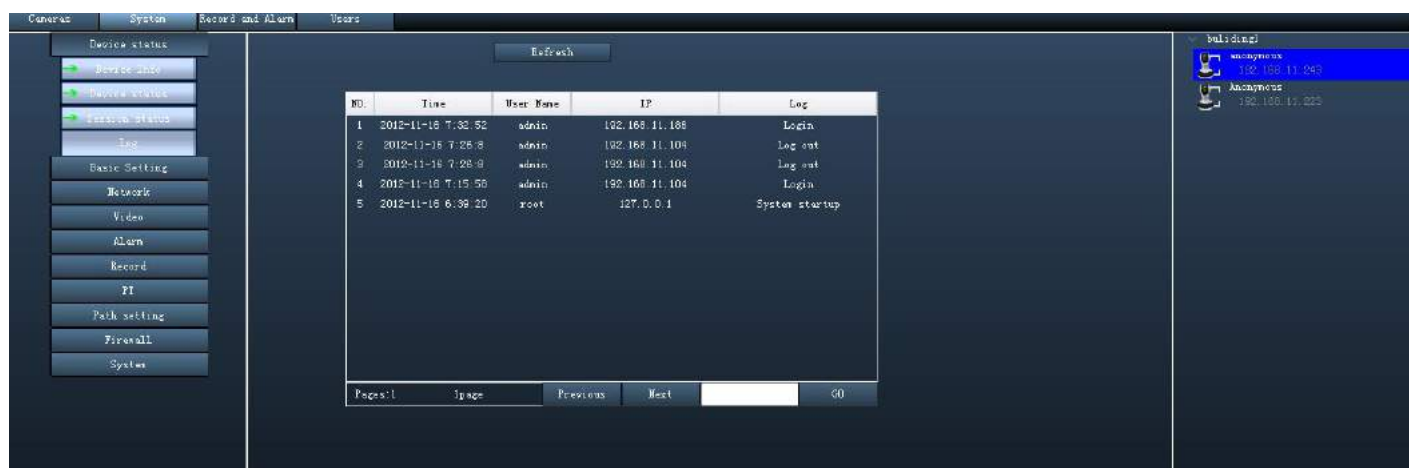 Cameras System Record and Alarm Users
Device status
Device info
Device status
Session status
Log
Basic Setting
Network
Video
Alarm
Record
PI
Path setting
Firewall
System
Refresh
NO. Time User Name IP Log
1 2012-11-16 7:32:52 admin 192.168.11.188 Login
2 2012-11-16 7:26:8 admin 192.168.11.104 Log out
3 2012-11-16 7:26:8 admin 192.168.11.104 Log out
4 2012-11-16 7:15:58 admin 192.168.11.104 Login
5 2012-11-16 6:39:20 root 127.0.0.1 System startup
Pages:1 1page Previous Next GO
buliding1
anonymous
192.168.11.243
Anonymous
192.168.11.223